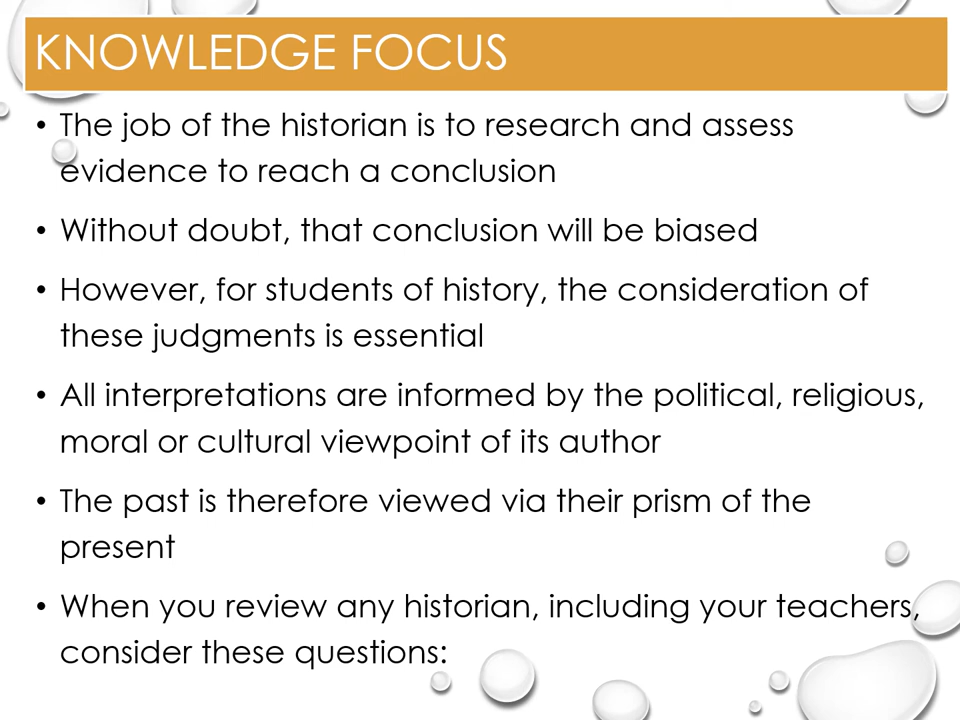 KNOWLEDGE FOCUS
• The job of the historian is to research and assess
evidence to reach a conclusion
• Without doubt, that conclusion will be biased
• However, for students of history, the consideration of
these judgments is essential
• All interpretations are informed by the political, religious,
moral or cultural viewpoint of its author
• The past is therefore viewed via their prism of the
present
• When you review any historian, including your teachers,
consider these questions: